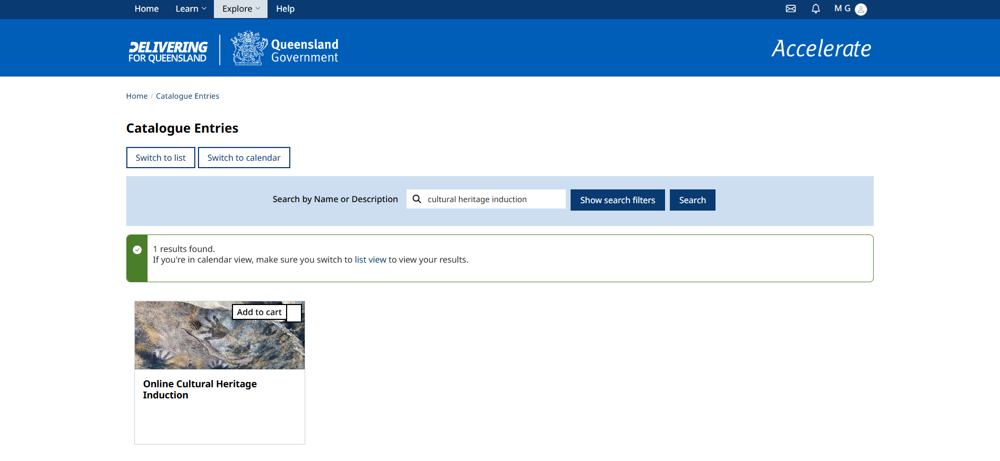 Home Learn Explore Help M G
DELIVERING
FOR QUEENSLAND
Queensland
Government
Accelerate
Home / Catalogue Entries
Catalogue Entries
Switch to list Switch to calendar
Search by Name or Description cultural heritage induction Show search filters Search
1 results found.
If you're in calendar view, make sure you switch to list view to view your results.
Add to cart
Online Cultural Heritage
Induction